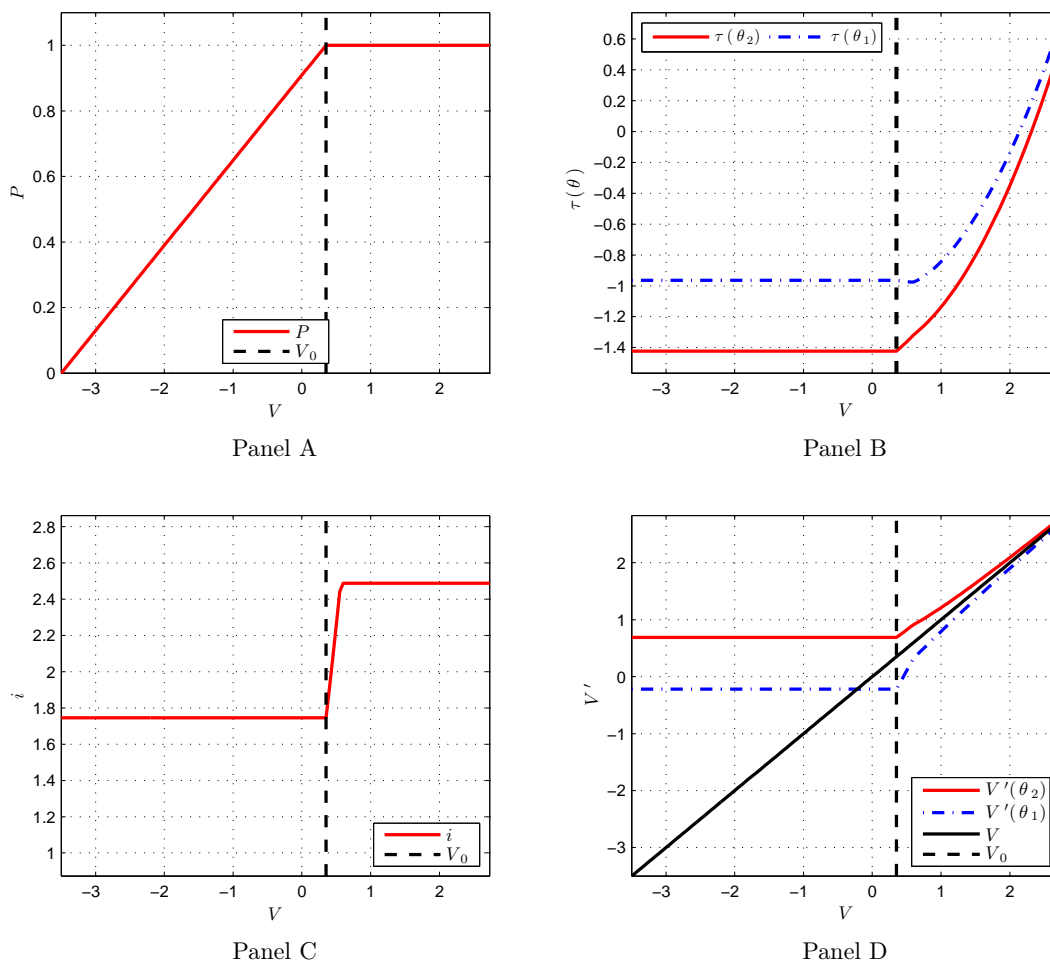 1
0.8
0.6
0.4
0.2
0
P
P
V₀
−3 −2 −1 0 1 2
V
Panel A
0.6
0.4
0.2
0
−0.2
−0.4
−0.6
−0.8
−1
−1.2
−1.4
τ(θ)
τ(θ₂) τ(θ₁)
−3 −2 −1 0 1 2
V
Panel B
2.8
2.6
2.4
2.2
2
1.8
1.6
1.4
1.2
1
i
i
V₀
−3 −2 −1 0 1 2
V
Panel C
2
1
0
−1
−2
−3
V′
V′(θ₂)
V′(θ₁)
V
V₀
−3 −2 −1 0 1 2
V
Panel D